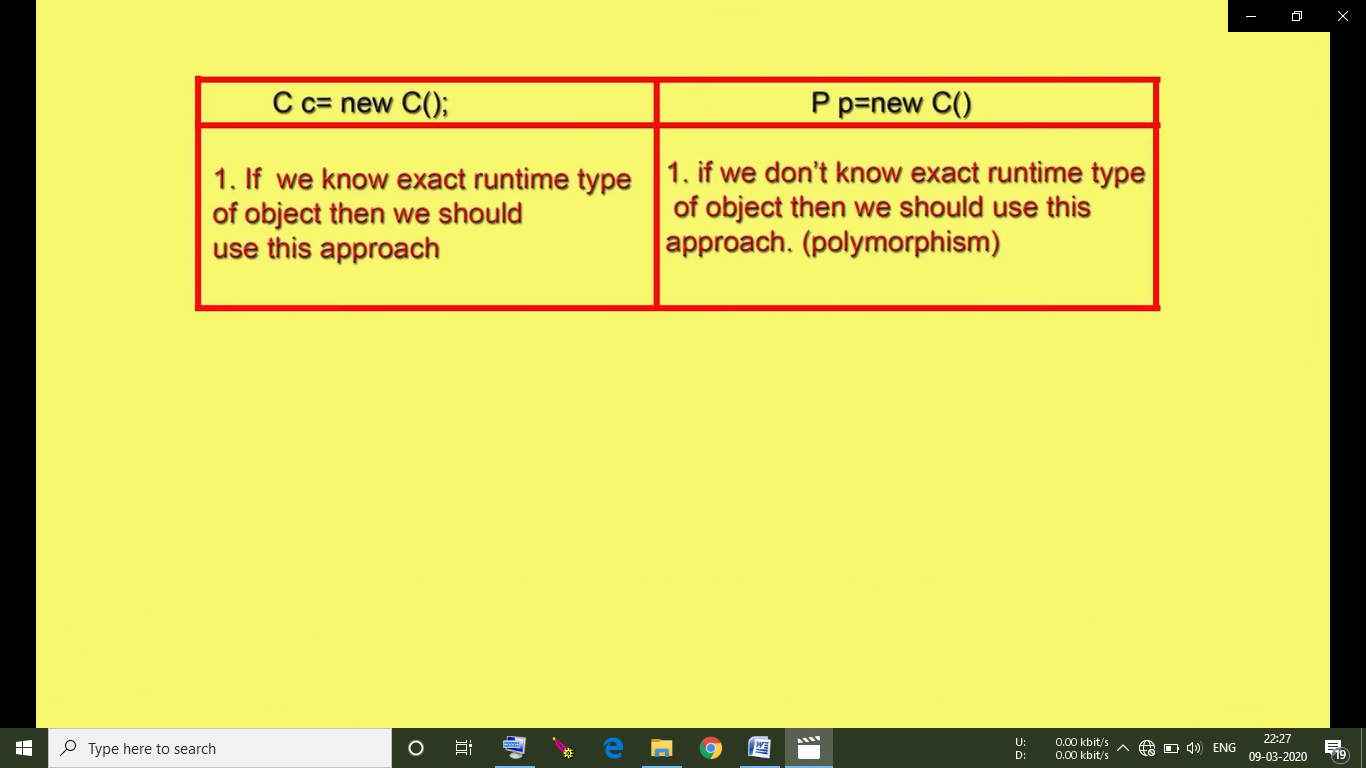 C c= new C();
P p=new C()
1. If  we know exact runtime type
of object then we should
use this approach
1. if we don't know exact runtime type
of object then we should use this
approach. (polymorphism)
Type here to search
U: 0.00 kbit/s
D: 0.00 kbit/s
ENG
22:27
09-03-2020
19